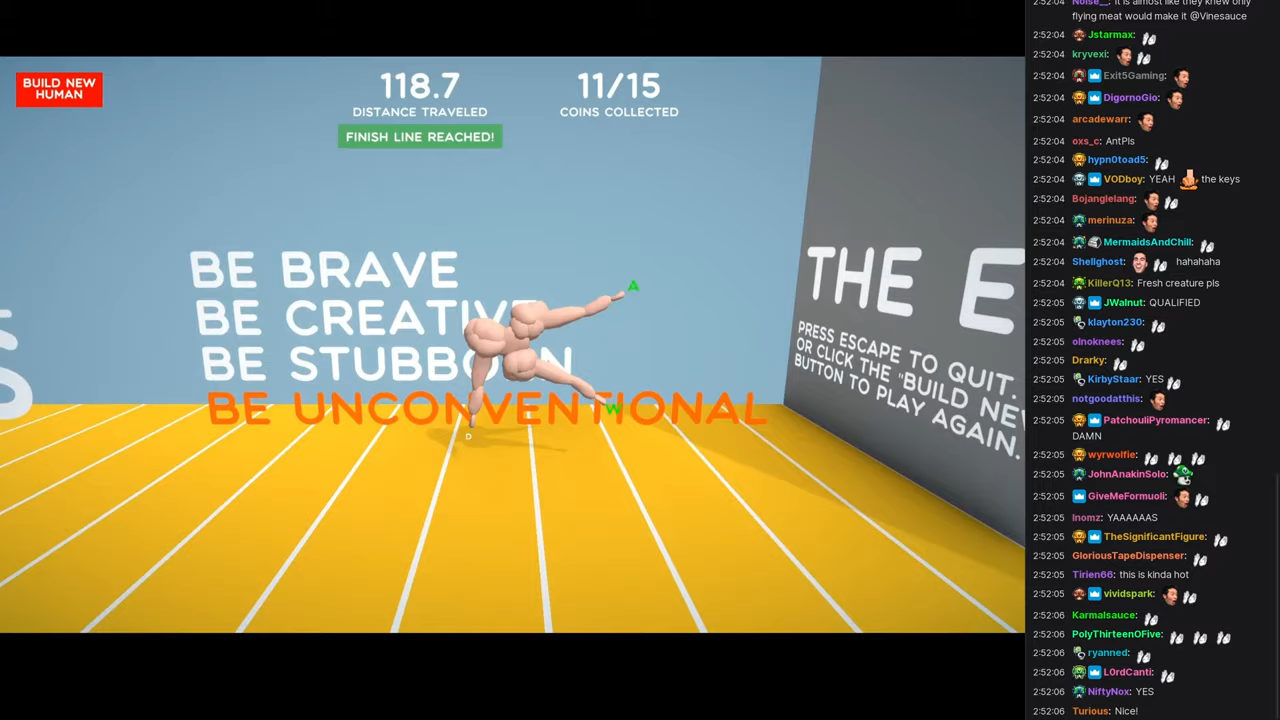 BUILD NEW
HUMAN
118.7
DISTANCE TRAVELED
FINISH LINE REACHED!
11/15
COINS COLLECTED
S
BE BRAVE
BE CREATIVE
BE STUBBORN
BE UNCONVENTIONAL
A
W
D
THE E
PRESS ESCAPE TO QUIT.
OR CLICK THE "BUILD NE
BUTTON TO PLAY AGAIN.
2:52:04 Noise__: It is almost like they knew only
flying meat would make it @Vinesauce
2:52:04 Jstarmax:
2:52:04 kryvexi:
2:52:04 Exit5Gaming:
2:52:04 DigornoGio:
2:52:04 arcadewarr:
2:52:04 oxs_c: AntPls
2:52:04 hypn0toad5:
2:52:04 VODboy: YEAH the keys
2:52:04 Bojanglelang:
2:52:04 merinuza:
2:52:04 MermaidsAndChill:
2:52:04 Shellghost: hahahaha
2:52:04 KillerQ13: Fresh creature pls
2:52:05 JWalnut: QUALIFIED
2:52:05 klayton230:
2:52:05 olnoknees:
2:52:05 Drarky:
2:52:05 KirbyStaar: YES
2:52:05 notgoodatthis:
2:52:05 PatchouliPyromancer:
DAMN
2:52:05 wyrwolfie:
2:52:05 JohnAnakinSolo:
2:52:05 GiveMeFormuoli:
2:52:05 lnomz: YAAAAAAS
2:52:05 TheSignificantFigure:
2:52:05 GloriousTapeDispenser:
2:52:05 Tirien66: this is kinda hot
2:52:05 vividspark:
2:52:06 Karmalsauce:
2:52:06 PolyThirteenOFive:
2:52:06 ryanned:
2:52:06 L0rdCanti:
2:52:06 NiftyNox: YES
2:52:06 Turious: Nice!